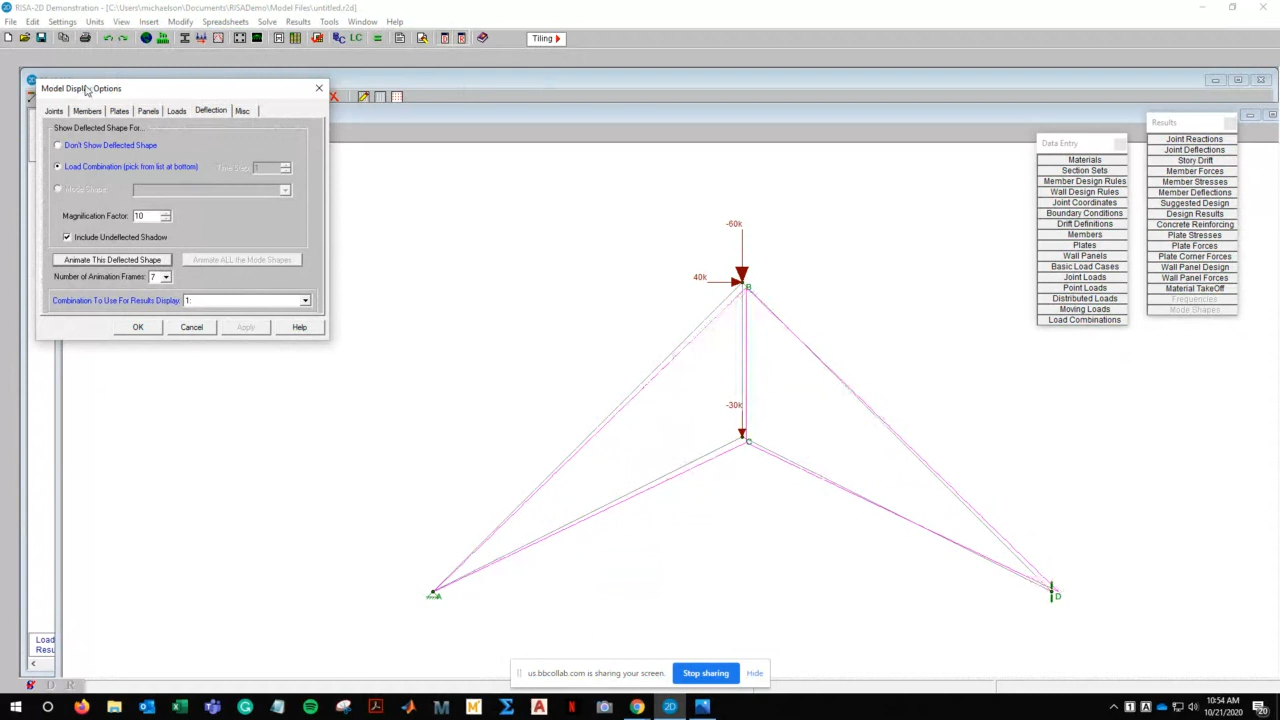 RISA-2D Demonstration - [C:\Users\michaelson\Documents\RISADemo\Model Files\untitled.r2d]
File Edit Settings Units View Insert Modify Solve Results Tools Window Help
LC = Tiling
Model Display Options
Joints Members Plates Panels Loads Deflection Misc
Show Deflected Shape For...
Don't Show Deflected Shape
Load Combination (pick from list at bottom) Time Step: 1
Mode Shape:
Magnification Factor: 10
Include Undeflected Shadow
Animate This Deflected Shape Animate ALL the Mode Shapes
Number of Animation Frames: 7
Combination To Use For Results Display: 1:
OK Cancel Apply Help
Data Entry
Materials
Section Sets
Member Design Rules
Wall Design Rules
Joint Coordinates
Boundary Conditions
Drift Definitions
Members
Plates
Wall Panels
Basic Load Cases
Joint Loads
Point Loads
Distributed Loads
Moving Loads
Load Combinations
Results
Joint Reactions
Joint Deflections
Story Drift
Member Forces
Member Stresses
Member Deflections
Suggested Design
Design Results
Concrete Reinforcing
Plate Stresses
Plate Forces
Plate Corner Forces
Wall Panel Design
Wall Panel Forces
Material TakeOff
Frequencies
Mode Shapes
-60k
40k
B
-30k
C
A
D
Load
Resu
us.bbcollab.com is sharing your screen. Stop sharing Hide
D R
10:54 AM
10/21/2020
20